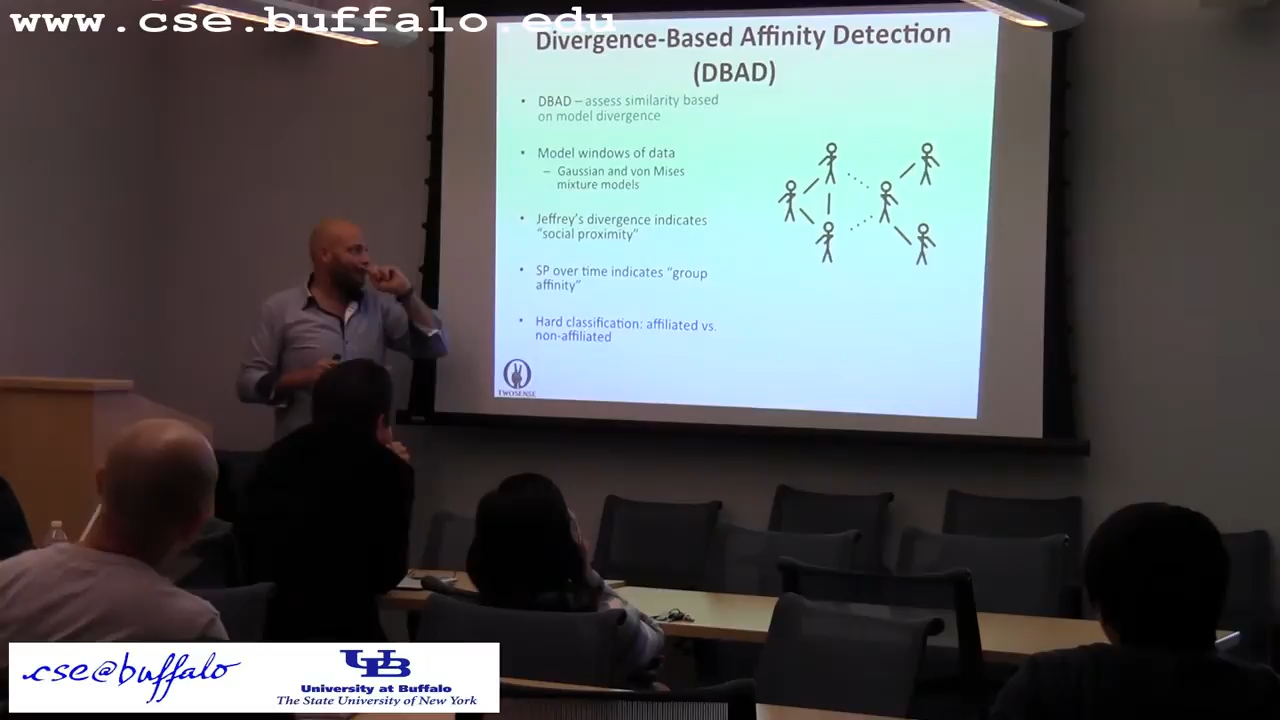 www.cse.buffalo.edu
Divergence-Based Affinity Detection
(DBAD)
• DBAD – assess similarity based
on model divergence
• Model windows of data
– Gaussian and von Mises
mixture models
• Jeffrey's divergence indicates
"social proximity"
• SP over time indicates "group
affinity"
• Hard classification: affiliated vs.
non-affiliated
TWOSENSE
cse@buffalo
UB
University at Buffalo
The State University of New York